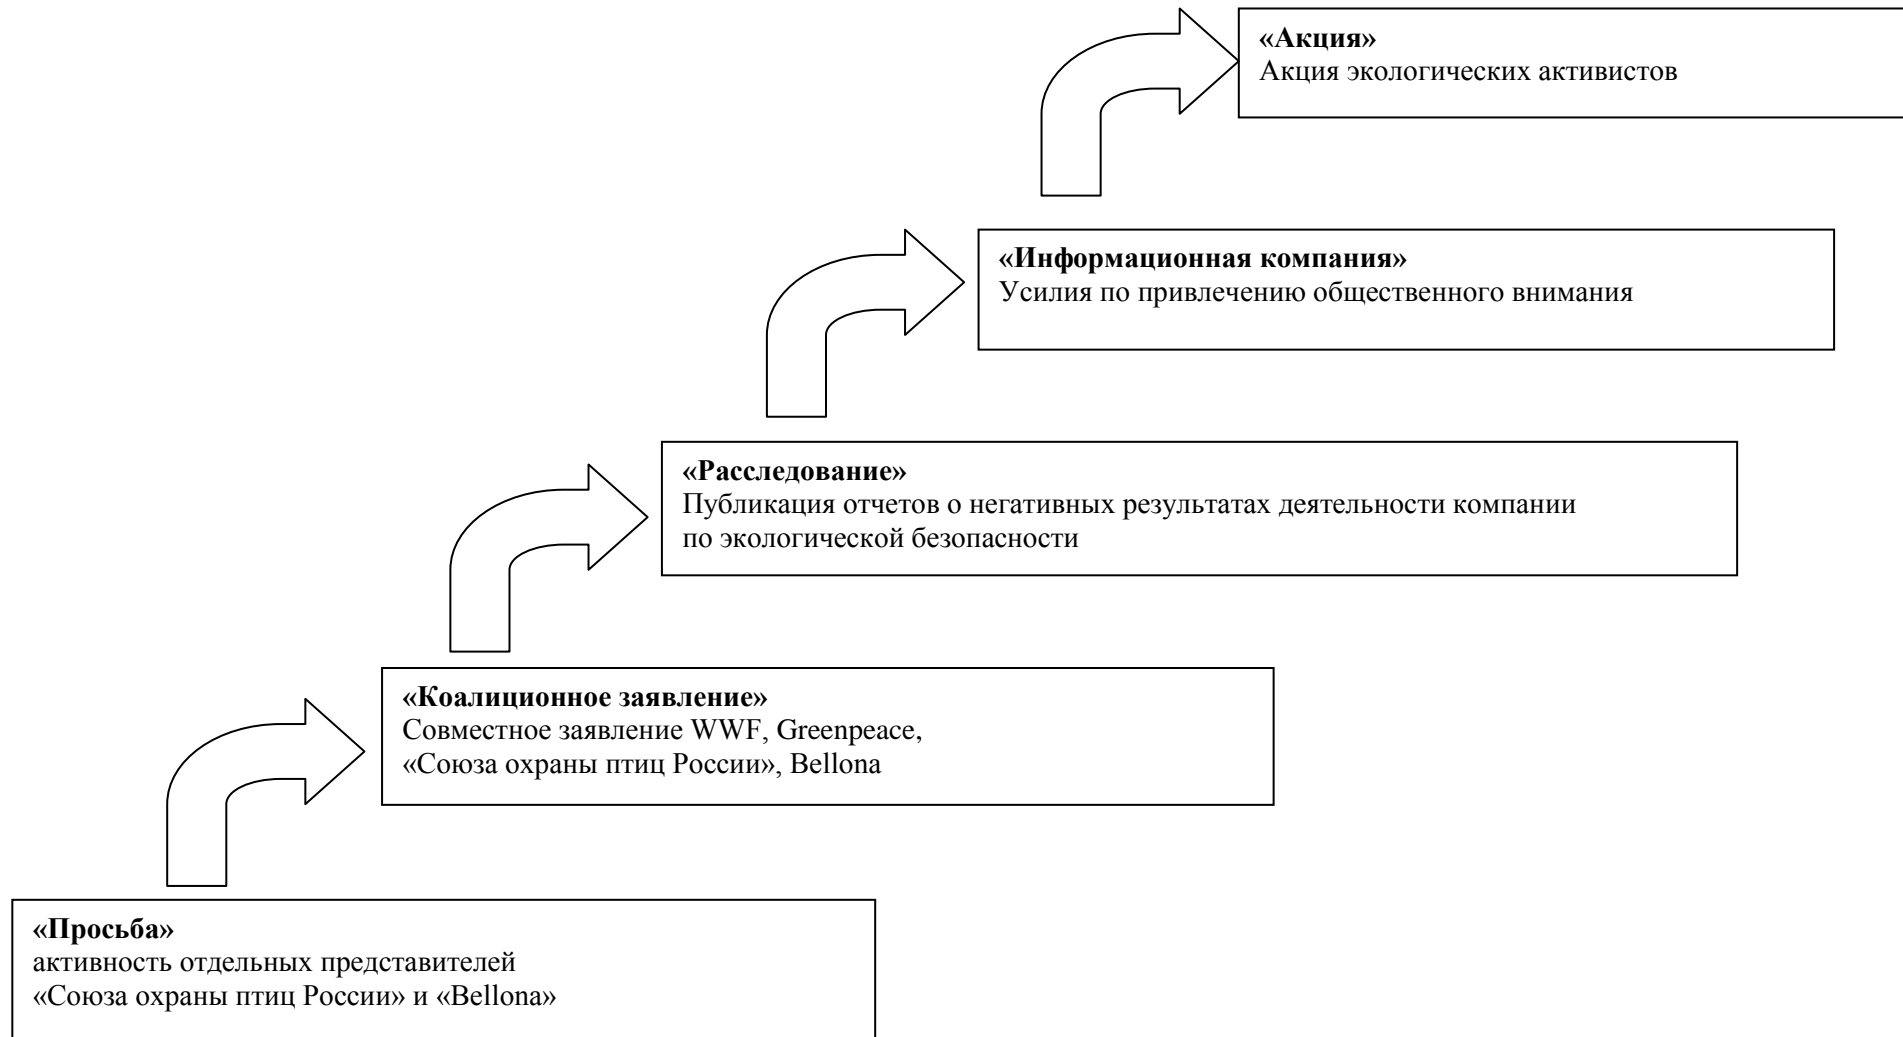 «Акция»
Акция экологических активистов
«Информационная компания»
Усилия по привлечению общественного внимания
«Расследование»
Публикация отчетов о негативных результатах деятельности компании
по экологической безопасности
«Коалиционное заявление»
Совместное заявление WWF, Greenpeace,
«Союза охраны птиц России», Bellona
«Просьба»
активность отдельных представителей
«Союза охраны птиц России» и «Bellona»